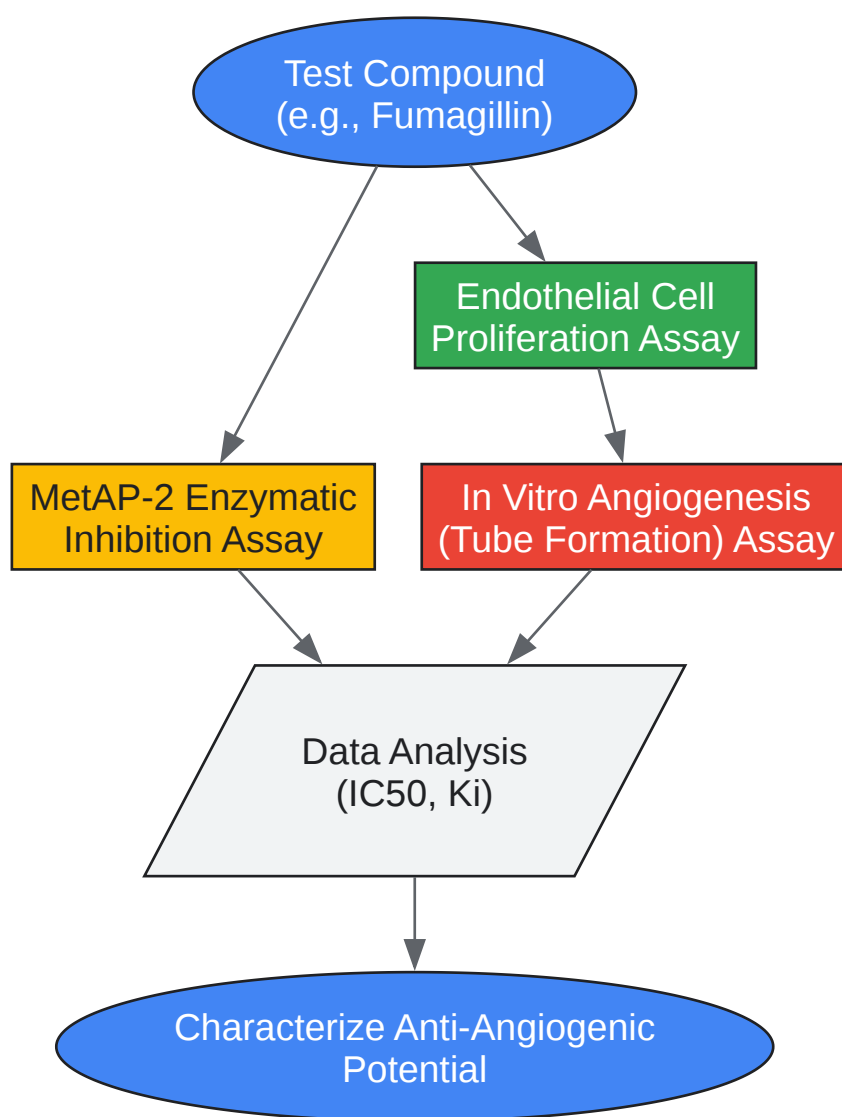 Test Compound
(e.g., Fumagillin)
Endothelial Cell
Proliferation Assay
MetAP-2 Enzymatic
Inhibition Assay
In Vitro Angiogenesis
(Tube Formation) Assay
Data Analysis
(IC50, Ki)
Characterize Anti-Angiogenic
Potential